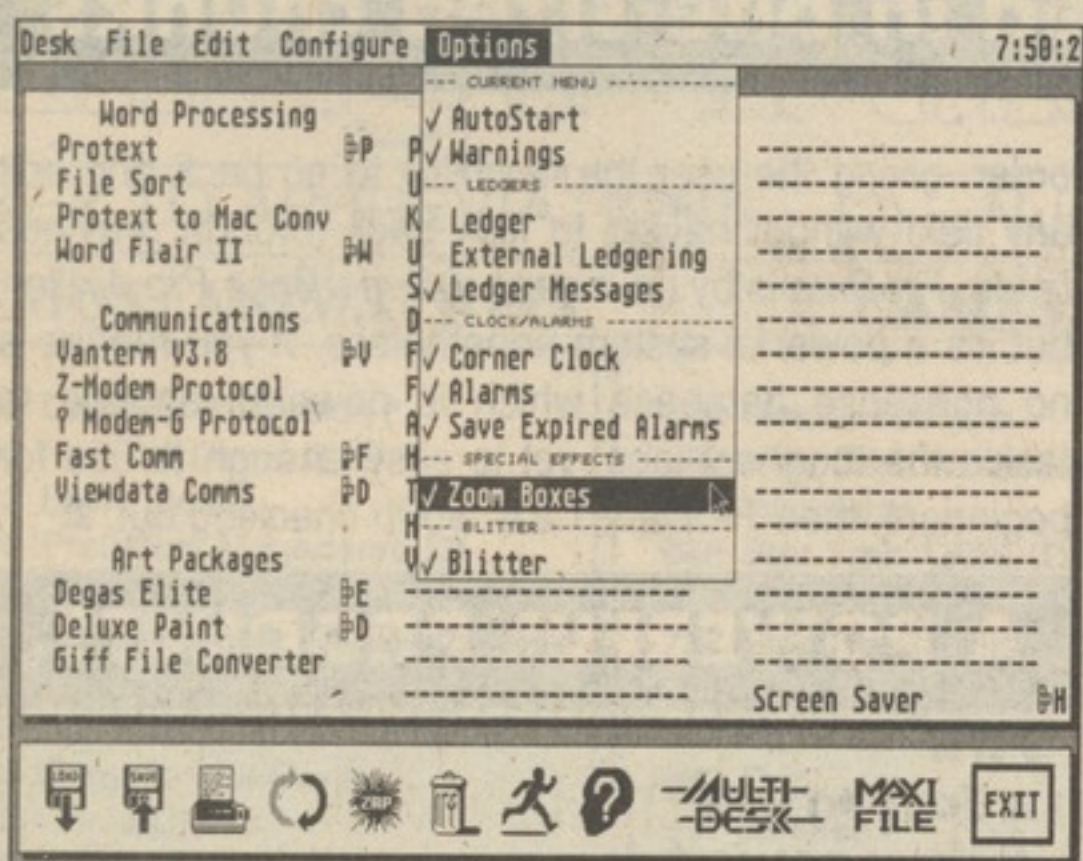 Desk File Edit Configure Options 7:50:2
--- CURRENT MENU ---
✓ AutoStart
✓ Warnings
--- LEDGERS ---
Ledger
External Ledgering
✓ Ledger Messages
--- CLOCK/ALARMS ---
✓ Corner Clock
✓ Alarms
✓ Save Expired Alarms
--- SPECIAL EFFECTS ---
✓ Zoom Boxes
--- BLITTER ---
✓ Blitter
Word Processing
Protext P
File Sort
Protext to Mac Conv
Word Flair II W
Communications
Vanterm V3.8 V
Z-Modem Protocol
Y Modem-G Protocol
Fast Comm F
Viewdata Comms D
Art Packages
Degas Elite E
Deluxe Paint D
Giff File Converter
P
U
K
U
S
D
F
F
A
H
T
H
V
Screen Saver H
LOAD
SAVE
ZAP
?
MULTI-DESK
MAXI
FILE
EXIT